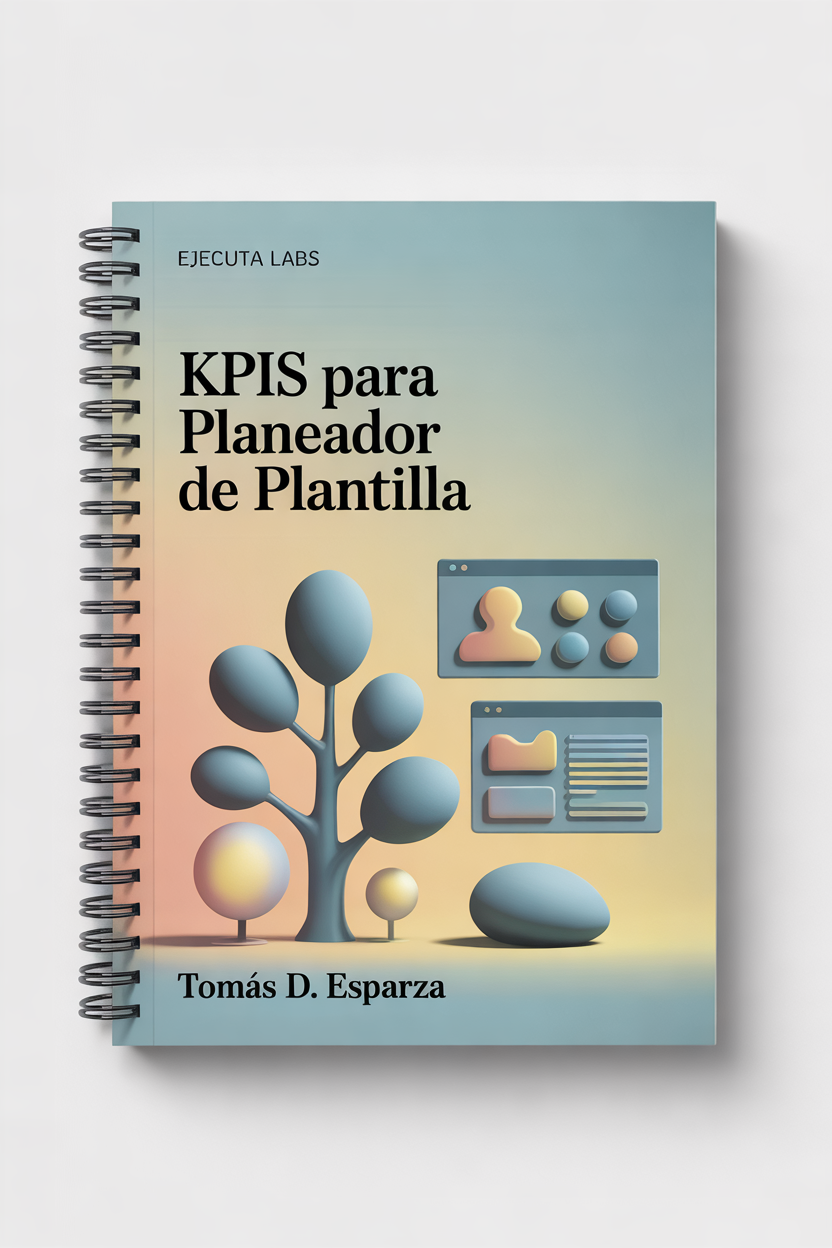 EJECUTA LABS
KPIS para
Planeador
de Plantilla
Tomás D. Esparza